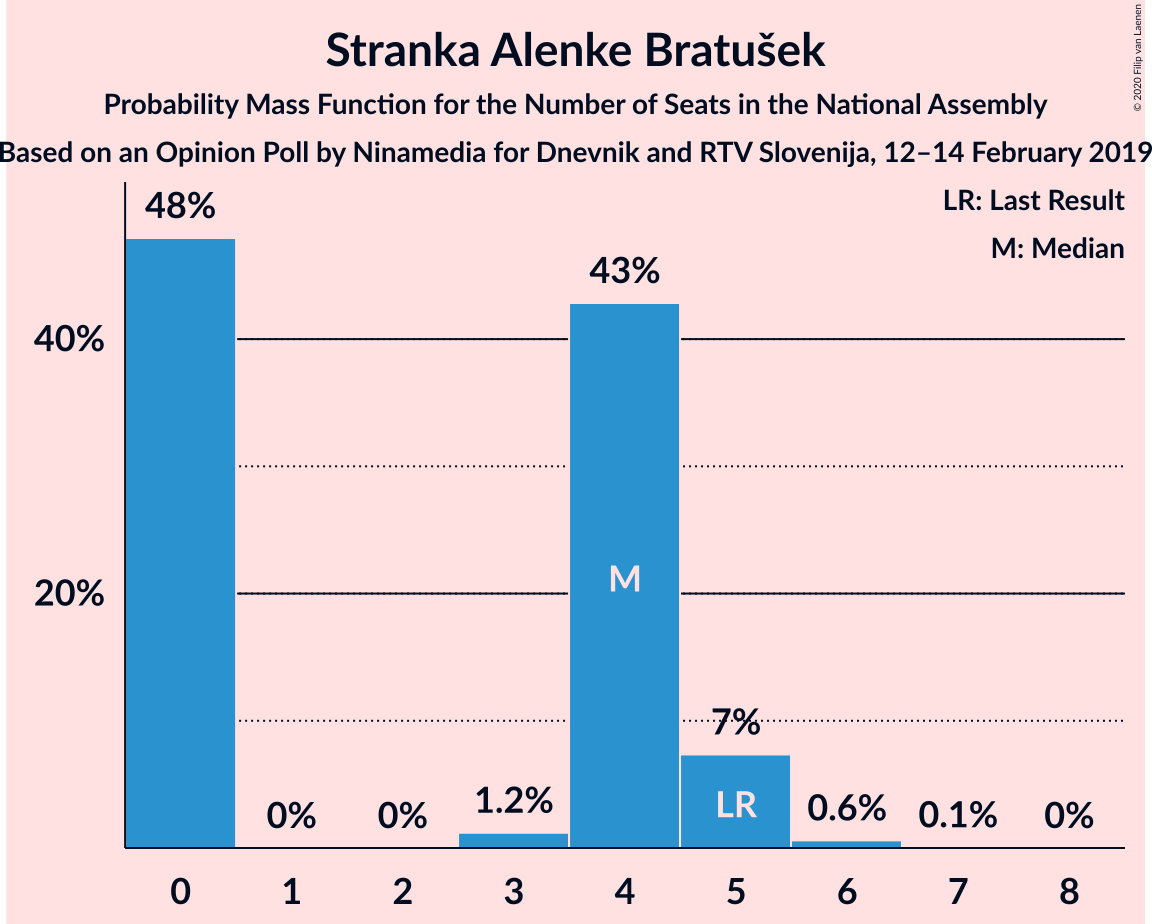 Stranka Alenke Bratušek
Probability Mass Function for the Number of Seats in the National Assembly
Based on an Opinion Poll by Ninamedia for Dnevnik and RTV Slovenija, 12–14 February 2019
© 2020 Filip van Laenen
LR: Last Result
M: Median
48%
43%
40%
M
20%
7%
1.2%
LR
0%
0%
0.6%
0.1%
0%
0 1 2 3 4 5 6 7 8